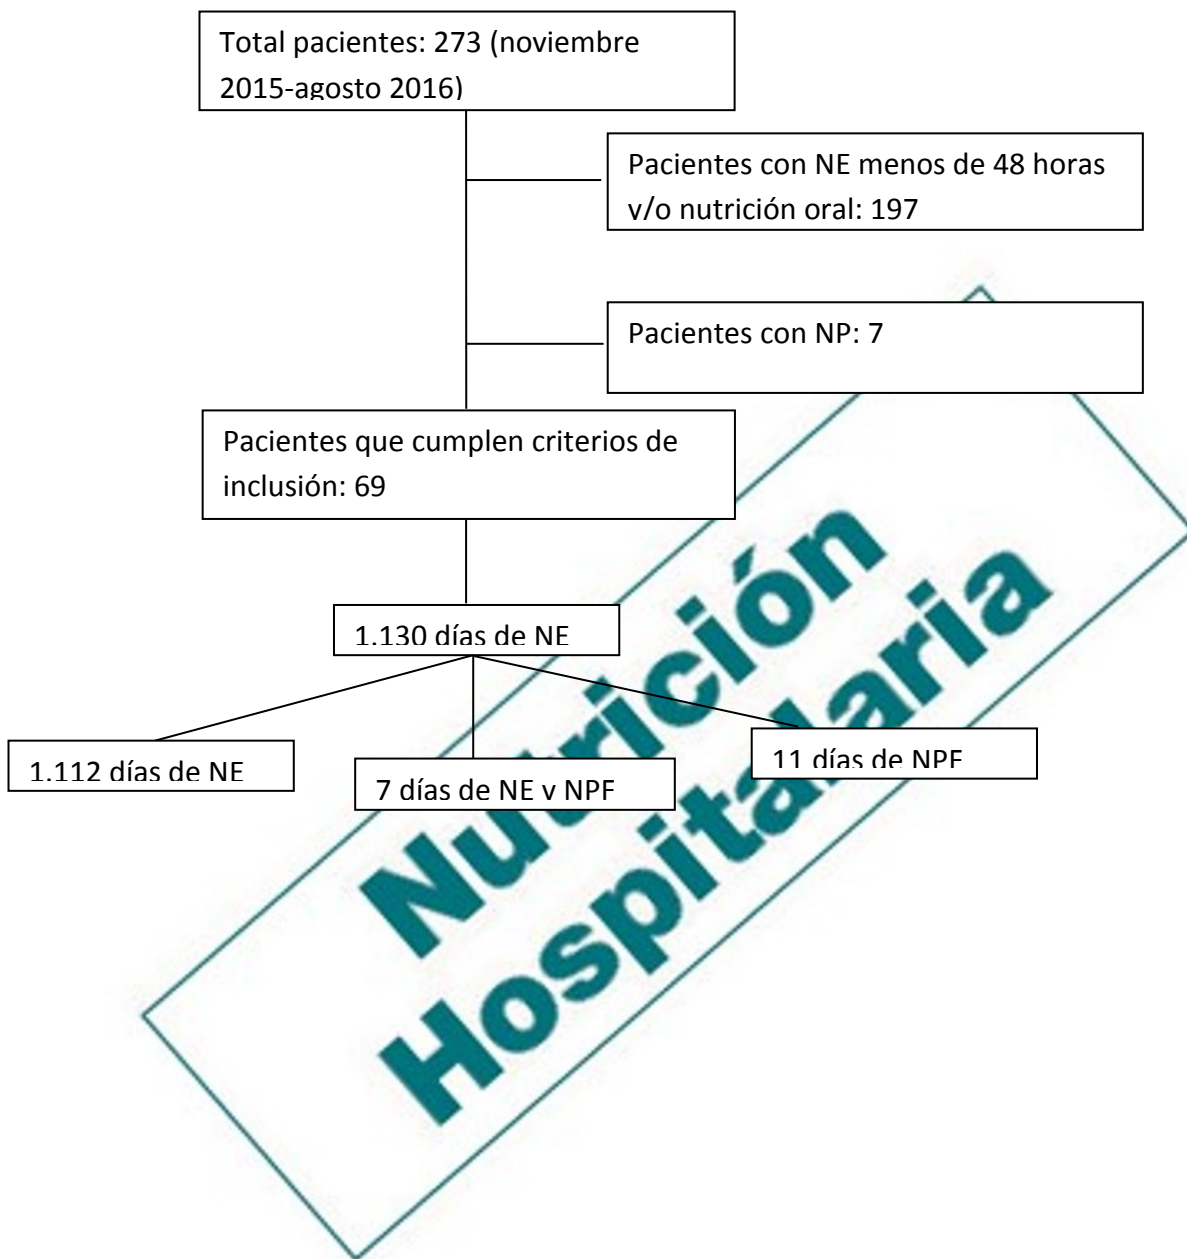 Total pacientes: 273 (noviembre
2015-agosto 2016)
Pacientes con NE menos de 48 horas
y/o nutrición oral: 197
Pacientes con NP: 7
Pacientes que cumplen criterios de
inclusión: 69
1.130 días de NE
1.112 días de NE
7 días de NE y NPF
11 días de NPF
Nutrición
Hospitalaria